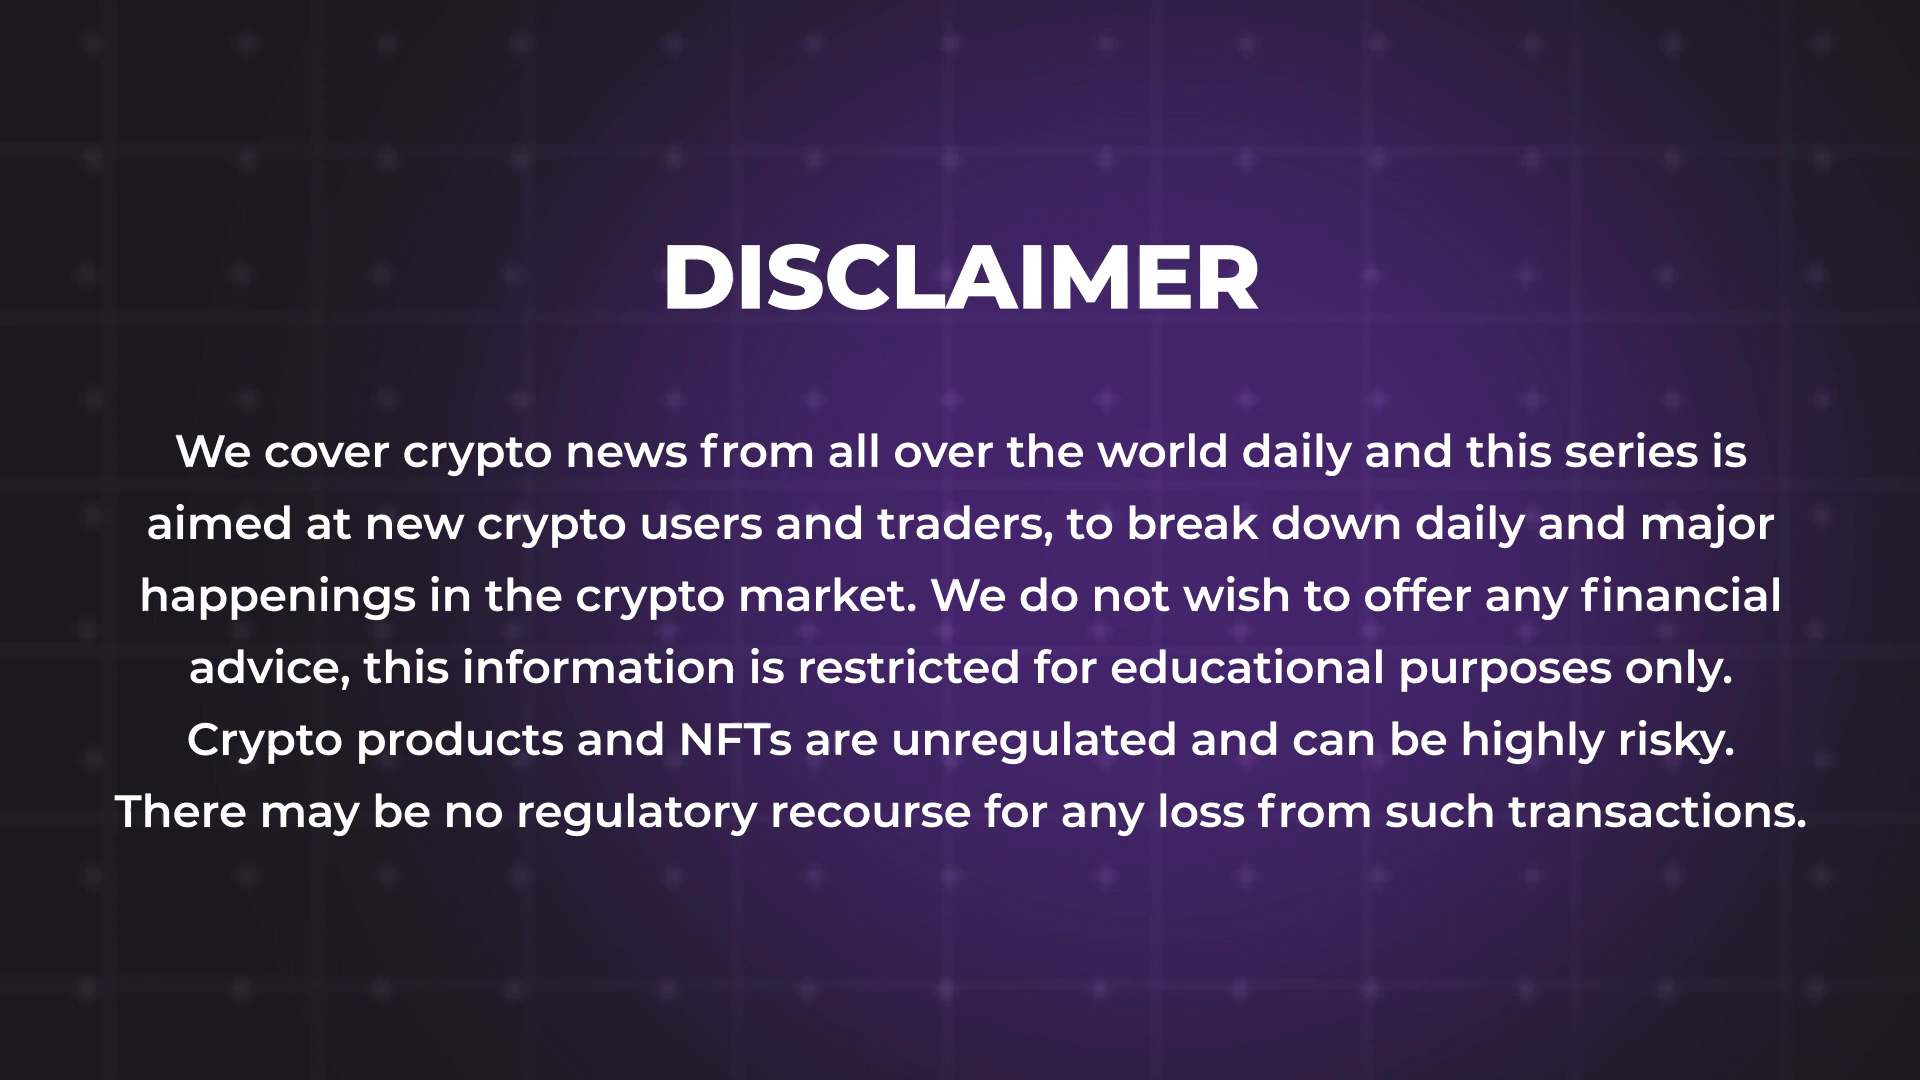 DISCLAIMER
We cover crypto news from all over the world daily and this series is
aimed at new crypto users and traders, to break down daily and major
happenings in the crypto market. We do not wish to offer any financial
advice, this information is restricted for educational purposes only.
Crypto products and NFTs are unregulated and can be highly risky.
There may be no regulatory recourse for any loss from such transactions.